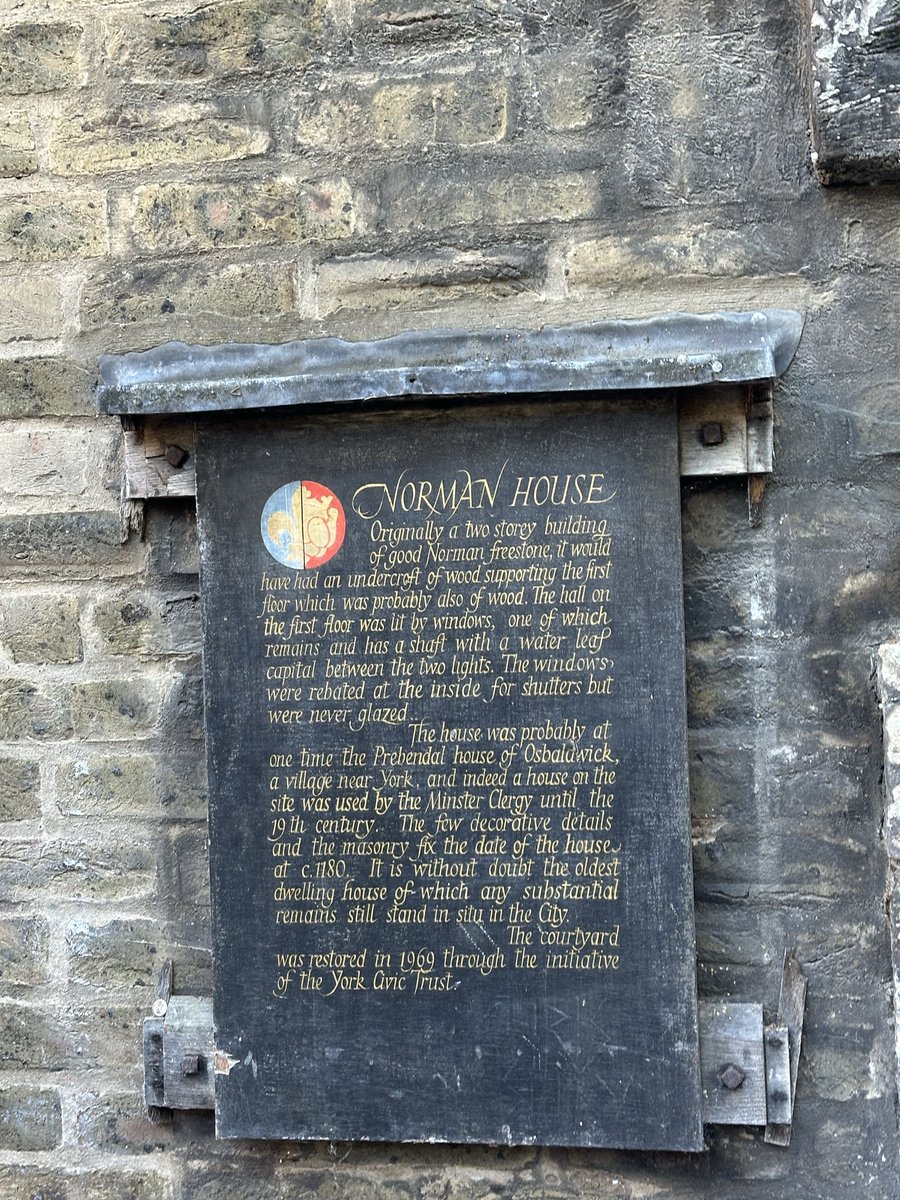 NORMAN HOUSE
Originally a two storey building
of good Norman freestone, it would
have had an undercroft of wood supporting the first
floor which was probably also of wood. The hall on
the first floor was lit by windows, one of which
remains and has a shaft with a water leaf
capital between the two lights. The windows
were rebated at the inside for shutters but
were never glazed.
The house was probably at
one time the Prebendal house of Osbaldwick,
a village near York, and indeed a house on the
site was used by the Minster Clergy until the
19th century. The few decorative details
and the masonry fix the date of the house
at c.1180. It is without doubt the oldest
dwelling house of which any substantial
remains still stand in situ in the City.
The courtyard
was restored in 1969 through the initiative
of the York Civic Trust.